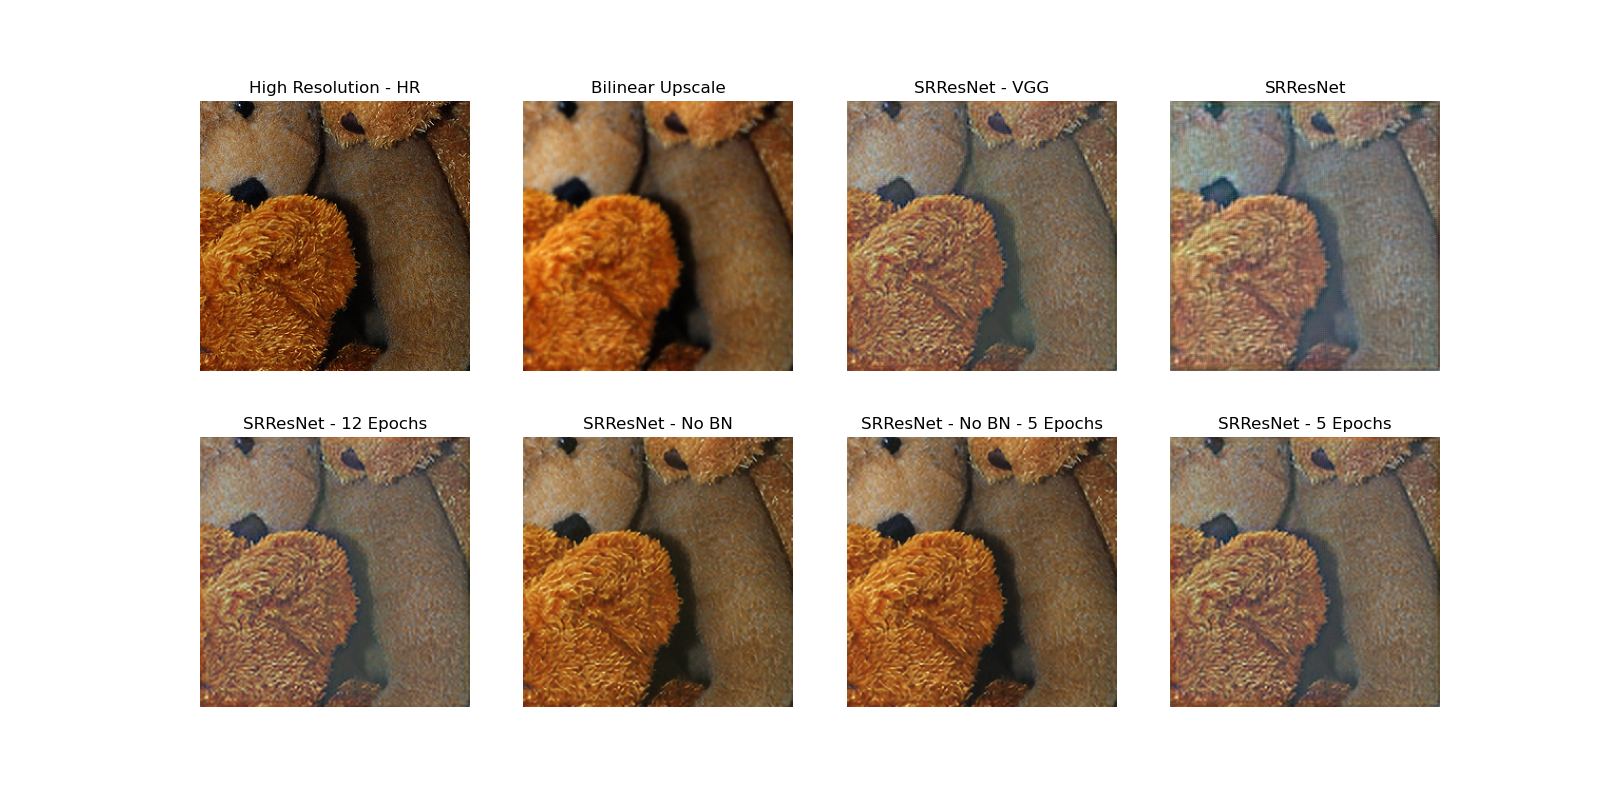 High Resolution - HR
Bilinear Upscale
SRResNet - VGG
SRResNet
SRResNet - 12 Epochs
SRResNet - No BN
SRResNet - No BN - 5 Epochs
SRResNet - 5 Epochs